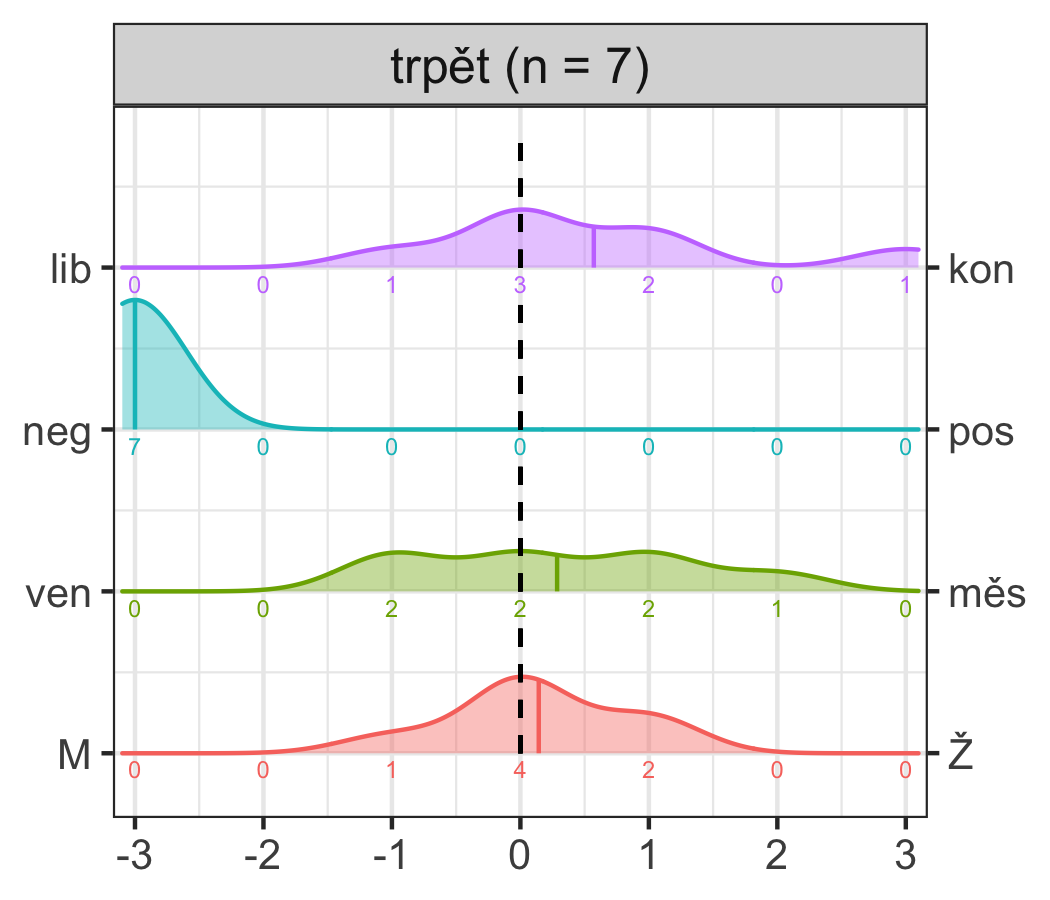 trpět (n = 7)
lib kon
0 0 1 3 2 0 1
neg pos
7 0 0 0 0 0 0
ven měs
0 0 2 2 2 1 0
M Ž
0 0 1 4 2 0 0
-3 -2 -1 0 1 2 3